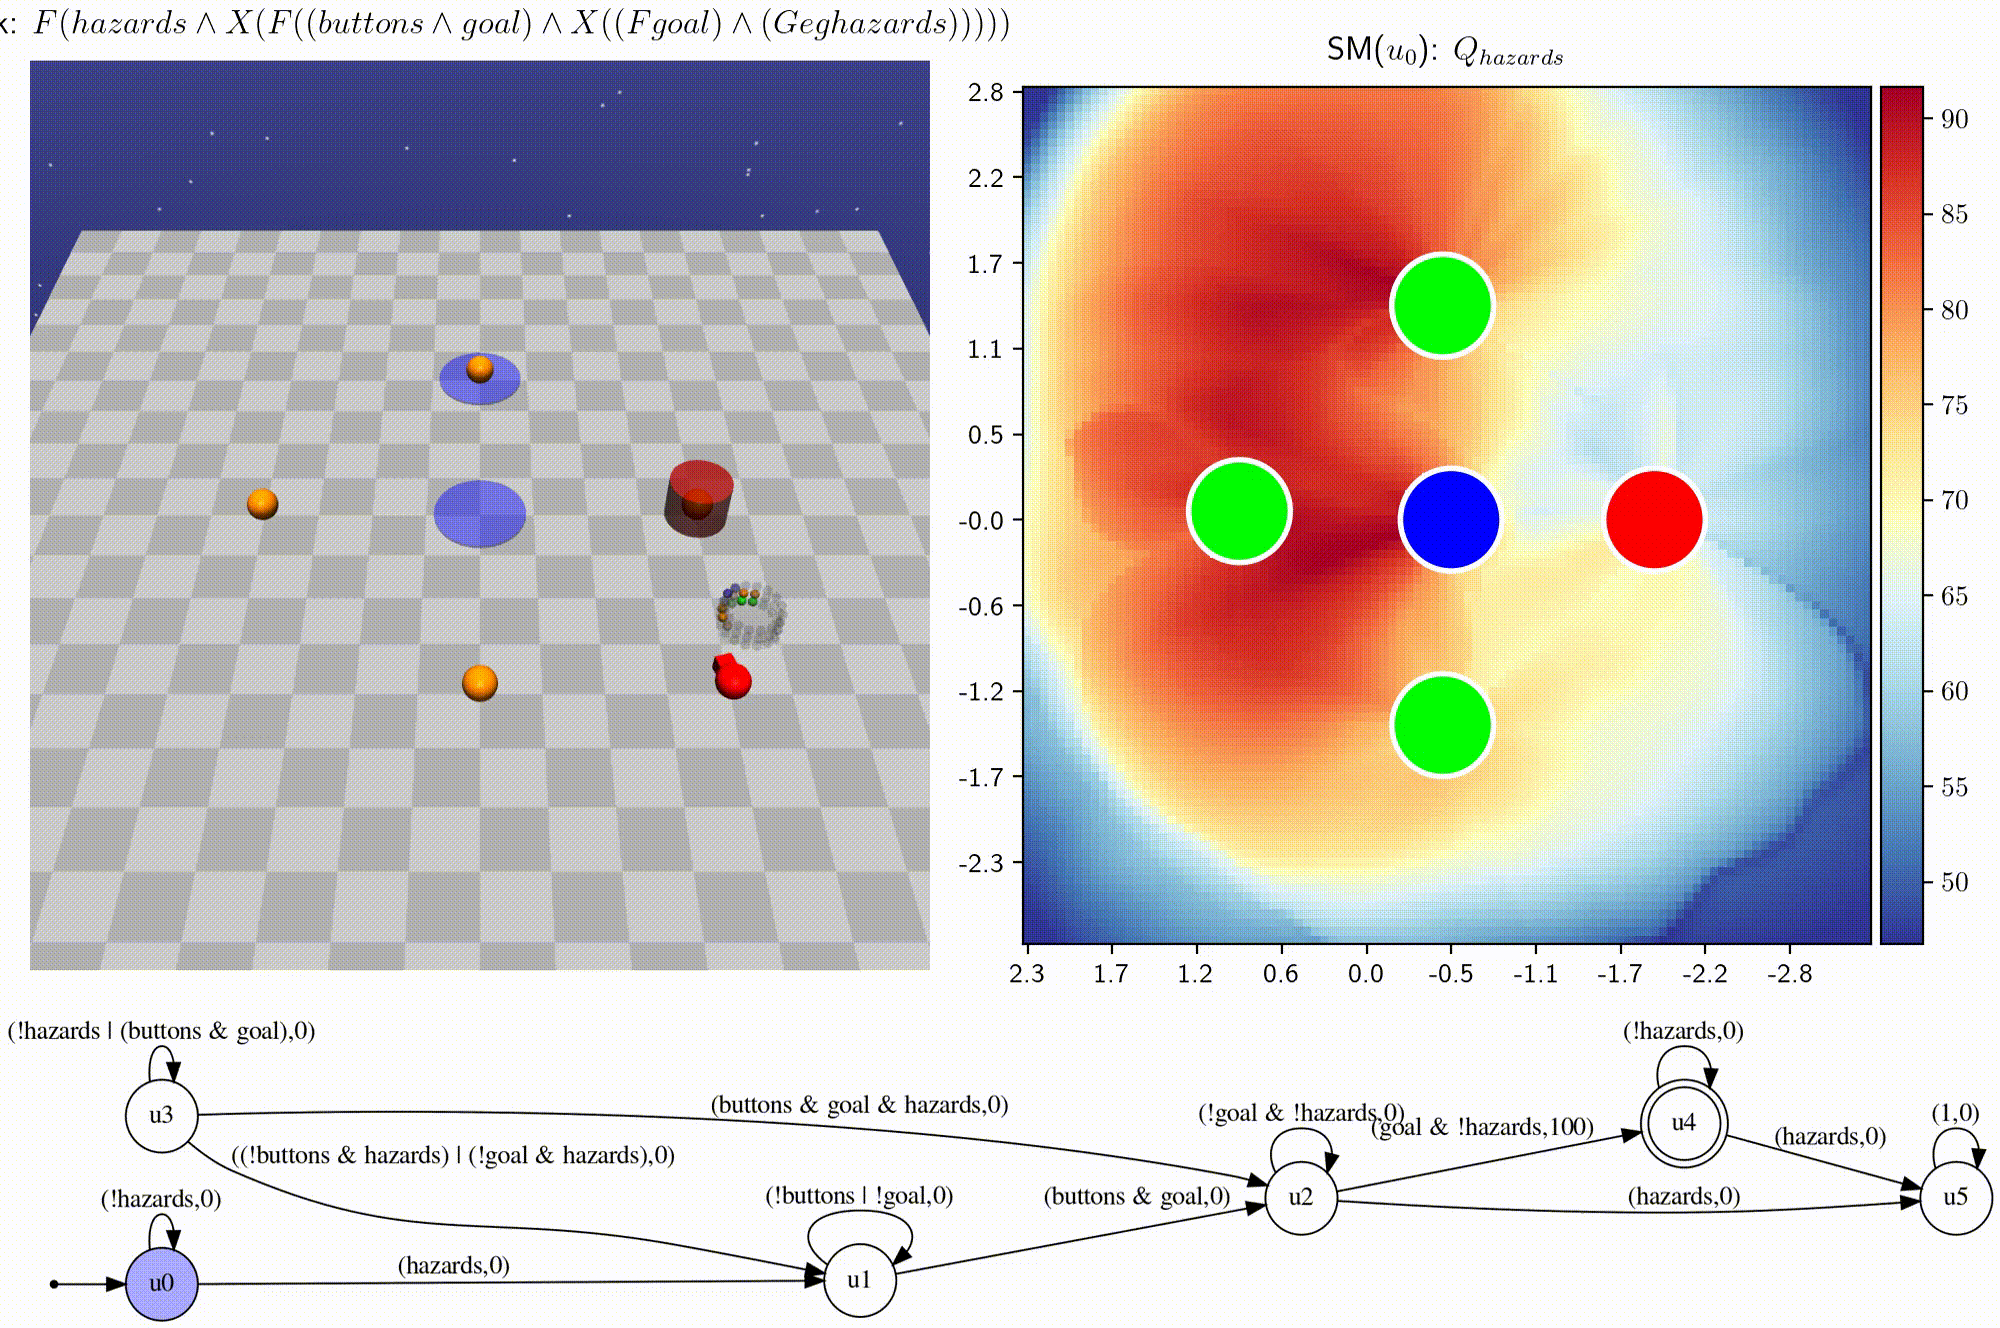 k: F(hazards ∧ X(F((buttons ∧ goal) ∧ X((Fgoal) ∧ (Geghazards)))))
SM(u0): Qhazards
2.8
2.2
1.7
1.1
0.5
-0.0
-0.6
-1.2
-1.7
-2.3
2.3 1.7 1.2 0.6 0.0 -0.5 -1.1 -1.7 -2.2 -2.8
90
85
80
75
70
65
60
55
50
(!hazards | (buttons & goal),0)
u3
(buttons & goal & hazards,0)
((!buttons & hazards) | (!goal & hazards),0)
(!hazards,0)
u0
(hazards,0)
(!buttons | !goal,0)
u1
(buttons & goal,0)
(!goal & !hazards,0)
u2
(goal & !hazards,100)
(hazards,0)
(!hazards,0)
u4
(hazards,0)
(1,0)
u5